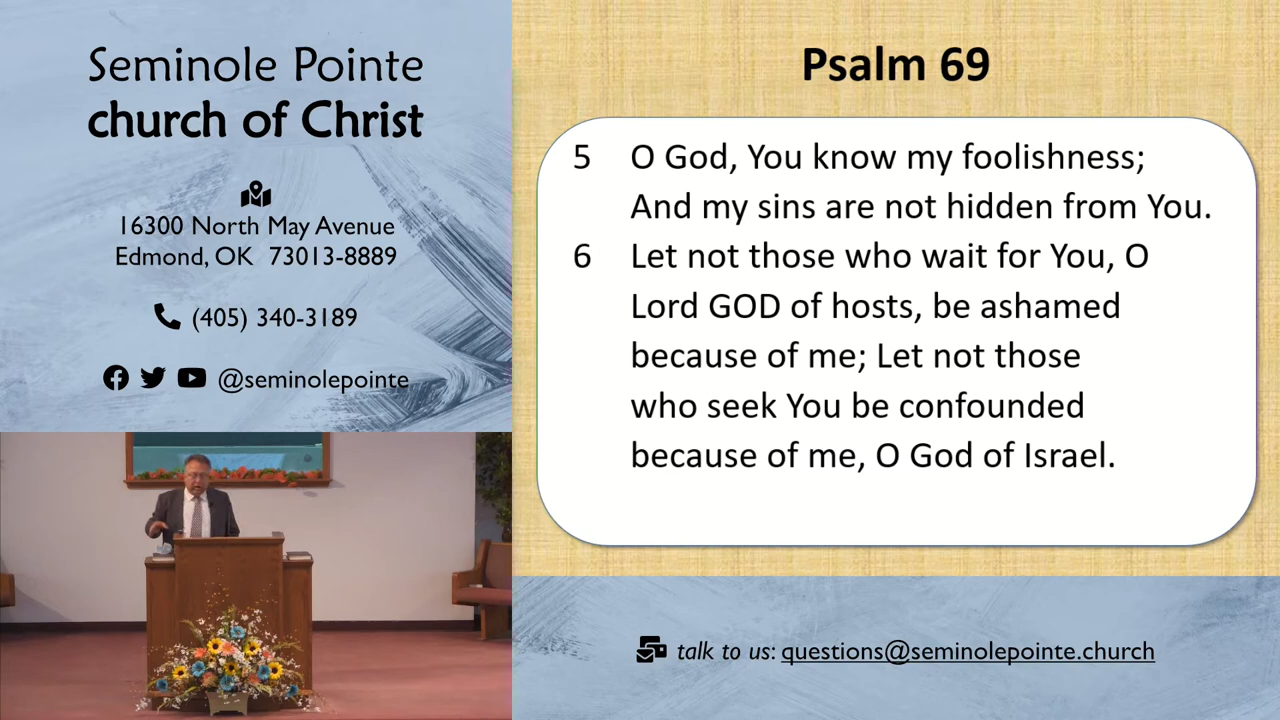 Seminole Pointe
church of Christ
16300 North May Avenue
Edmond, OK 73013-8889
(405) 340-3189
@seminolepointe
Psalm 69
5 O God, You know my foolishness;
And my sins are not hidden from You.
6 Let not those who wait for You, O
Lord GOD of hosts, be ashamed
because of me; Let not those
who seek You be confounded
because of me, O God of Israel.
talk to us: questions@seminolepointe.church